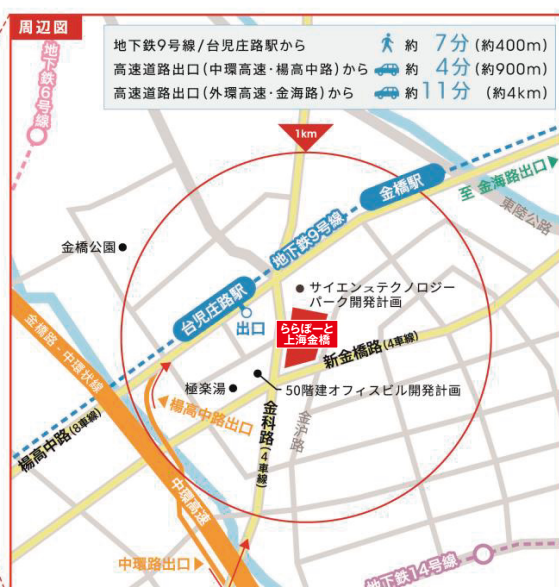 周辺図
地下鉄9号線/台児庄路駅から 約 7分 (約400m)
高速道路出口(中環高速・楊高中路)から 約 4分 (約900m)
高速道路出口(外環高速・金海路)から 約 11分 (約4km)
地下鉄6号線
1km
金橋駅
至 金海路出口
東陸公路
金橋公園
地下鉄9号線
サイエンステクノロジー
パーク開発計画
台児庄路駅
出口
ららぽーと
上海金橋
新金橋路(4車線)
金橋路・中環状線
極楽湯
50階建オフィスビル開発計画
楊高中路出口
金科路(4車線)
金沪路
楊高中路(8車線)
中環高速
中環路出口
地下鉄14号線